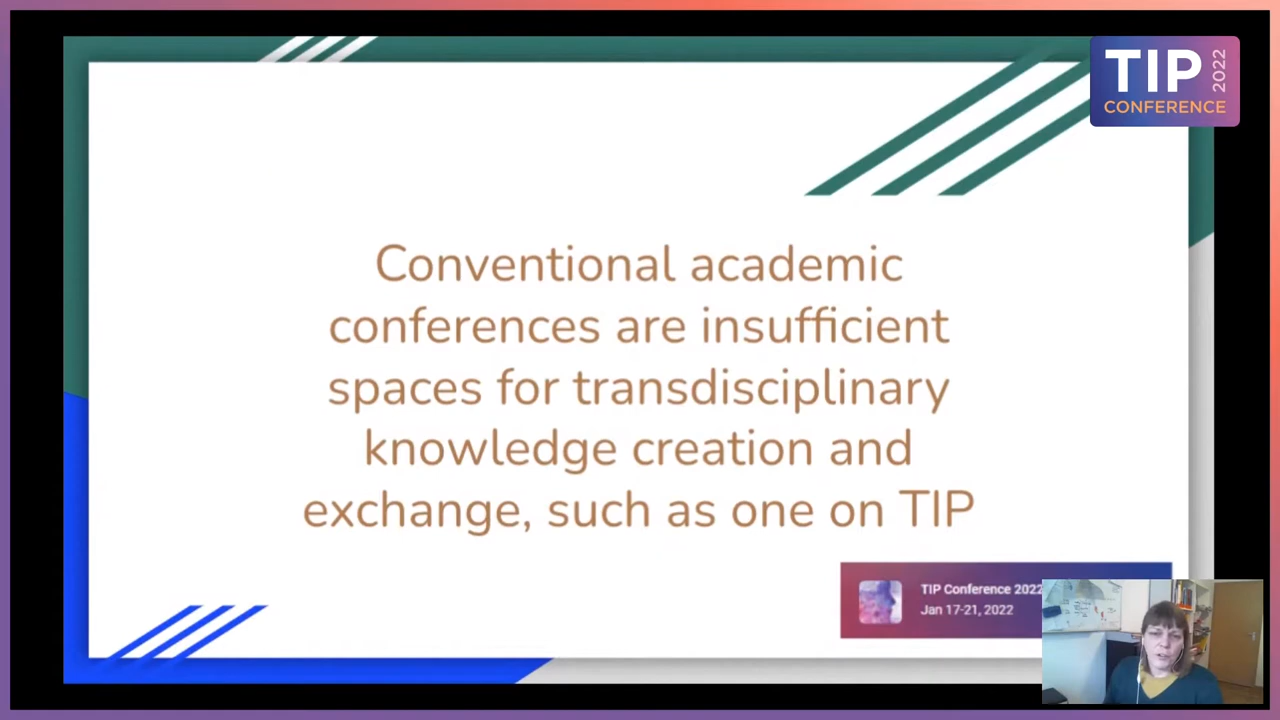 TIP 2022
CONFERENCE
Conventional academic
conferences are insufficient
spaces for transdisciplinary
knowledge creation and
exchange, such as one on TIP
TIP Conference 2022
Jan 17-21, 2022